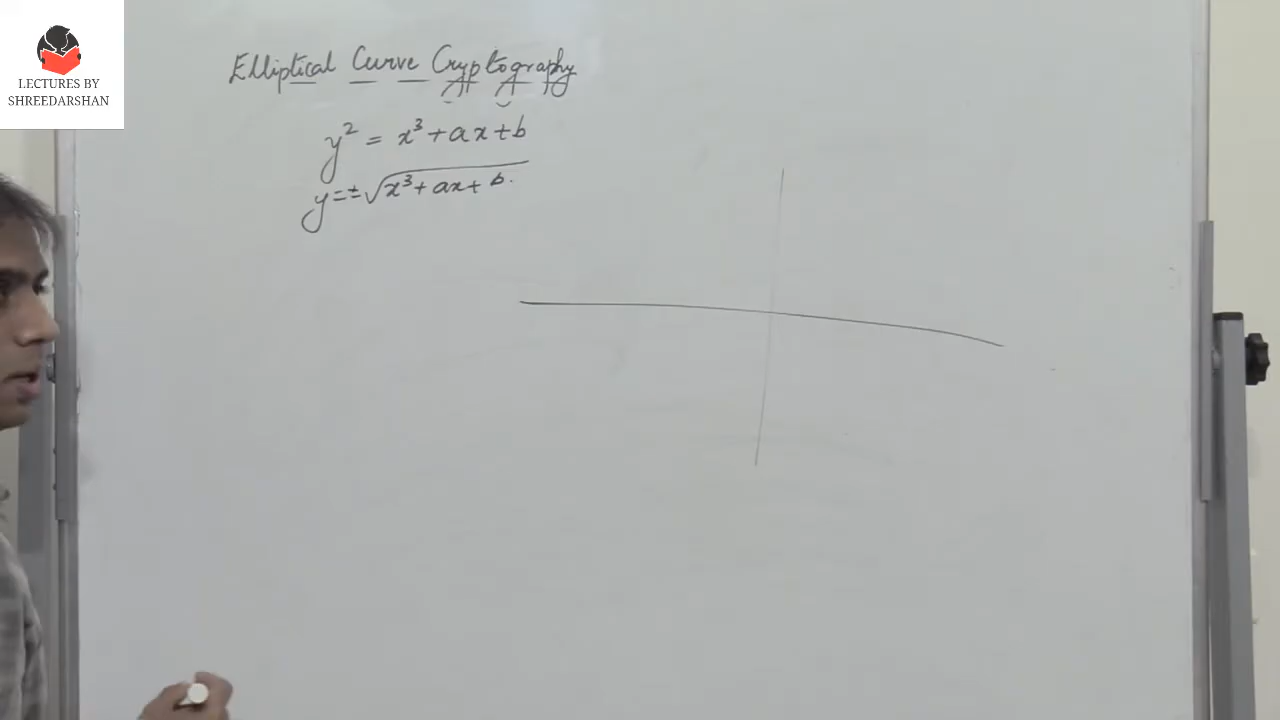 LECTURES BY
SHREEDARSHAN
Elliptical Curve Cryptography
y² = x³ + ax + b
y = ± √x³ + ax + b.